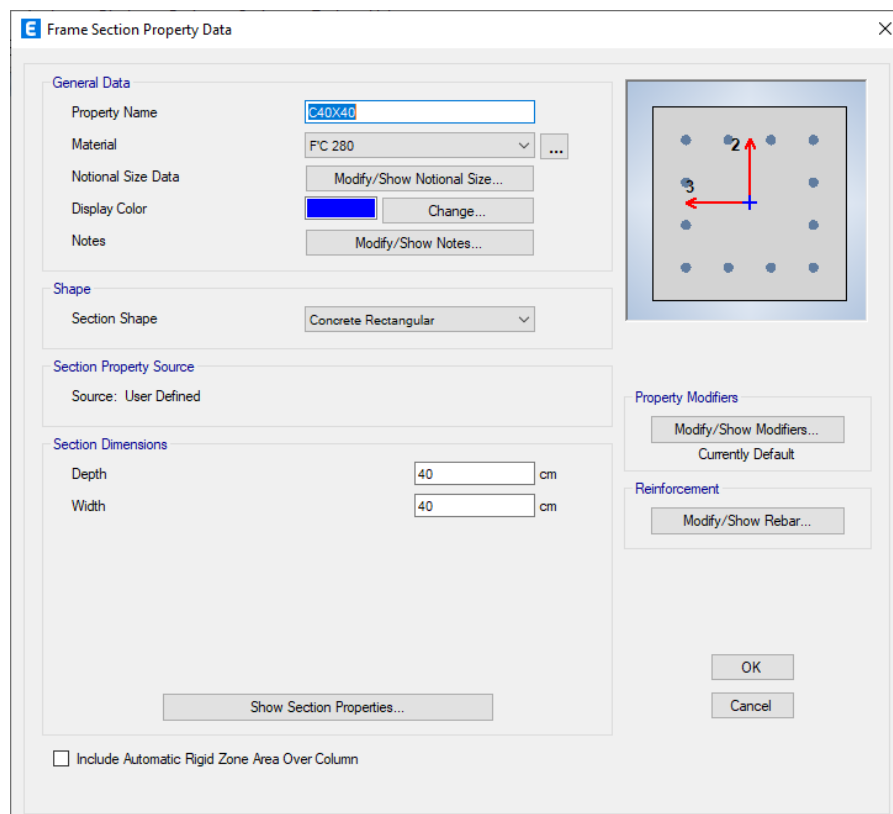 E Frame Section Property Data
General Data
Property Name C40X40
Material F'C 280 ...
Notional Size Data Modify/Show Notional Size...
Display Color Change...
Notes Modify/Show Notes...
Shape
Section Shape Concrete Rectangular
Section Property Source
Source: User Defined
Section Dimensions
Depth 40 cm
Width 40 cm
Show Section Properties...
Include Automatic Rigid Zone Area Over Column
2
3
Property Modifiers
Modify/Show Modifiers...
Currently Default
Reinforcement
Modify/Show Rebar...
OK
Cancel